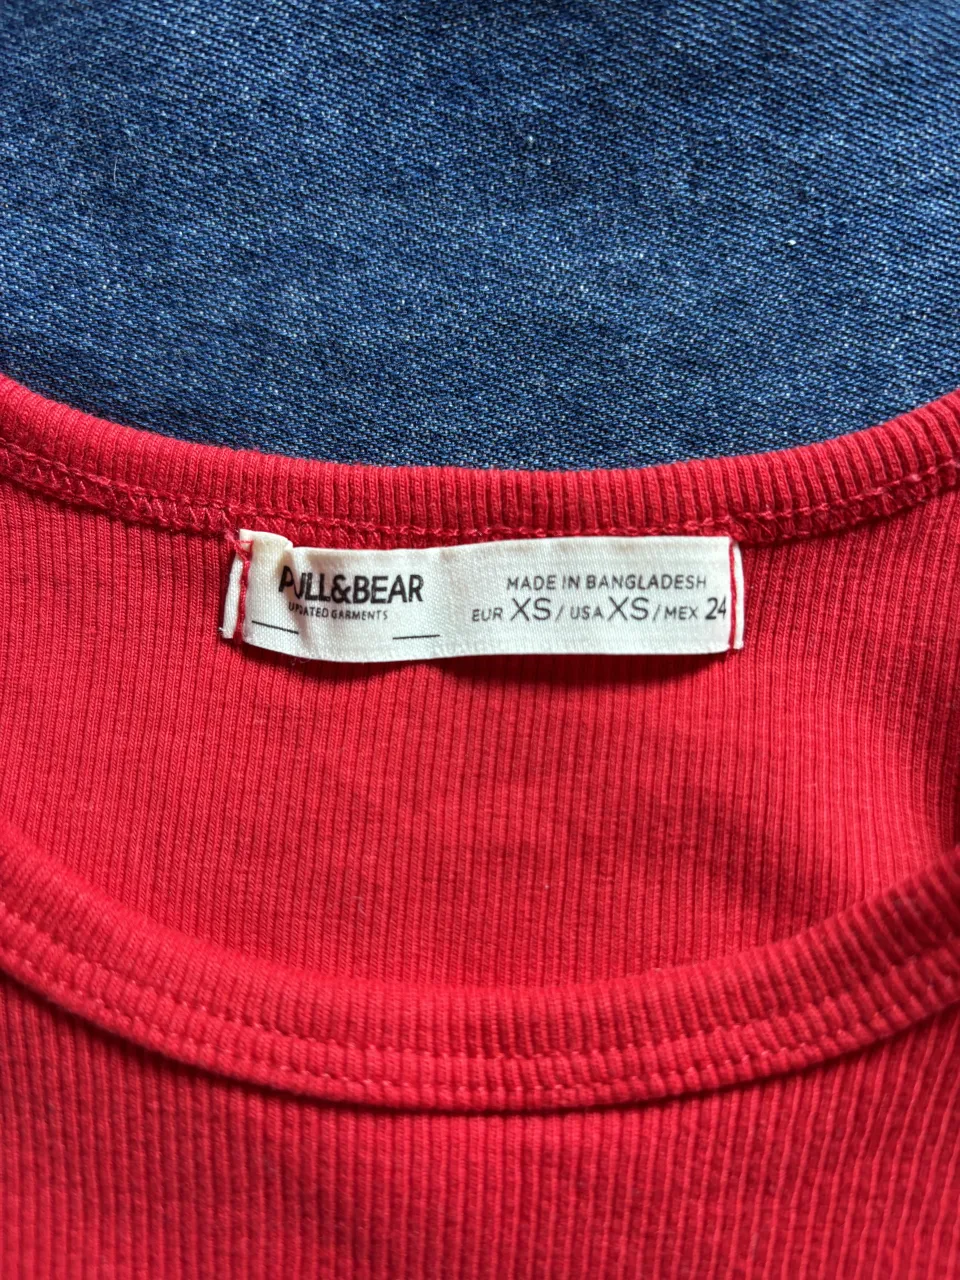 PULL&BEAR
UPDATED GARMENTS
MADE IN BANGLADESH
EUR XS / USA XS / MEX 24